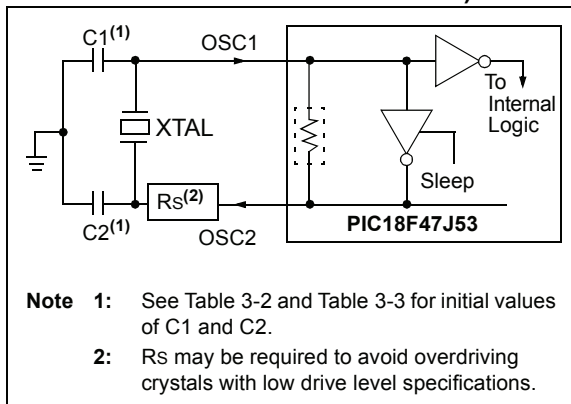 C1(1)
OSC1
To
Internal
Logic
XTAL
Sleep
C2(1)
RS(2)
OSC2
PIC18F47J53
Note 1: See Table 3-2 and Table 3-3 for initial values
of C1 and C2.
2: RS may be required to avoid overdriving
crystals with low drive level specifications.